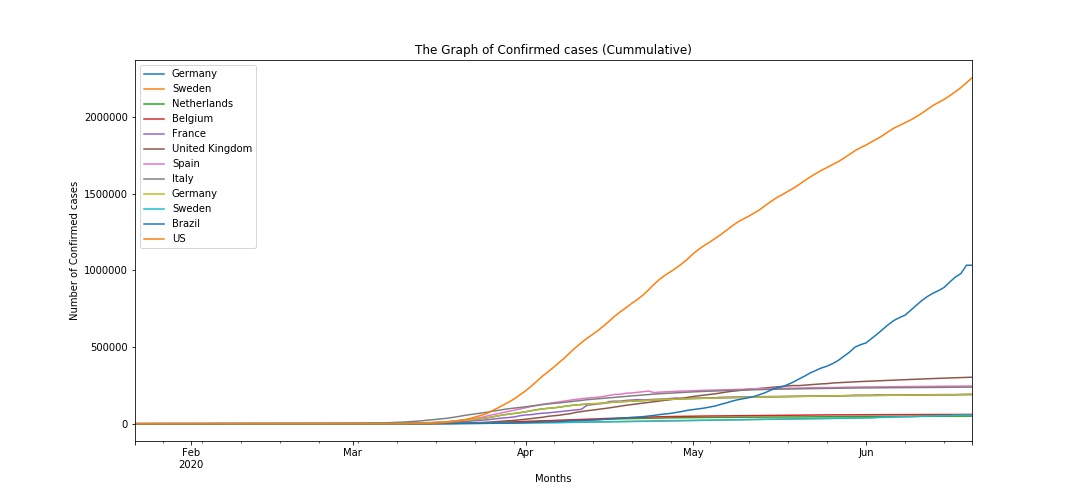 The Graph of Confirmed cases (Cummulative)
Germany
Sweden
Netherlands
Belgium
France
United Kingdom
Spain
Italy
Germany
Sweden
Brazil
US
Number of Confirmed cases
2000000
1500000
1000000
500000
0
Feb Mar Apr May Jun
2020
Months